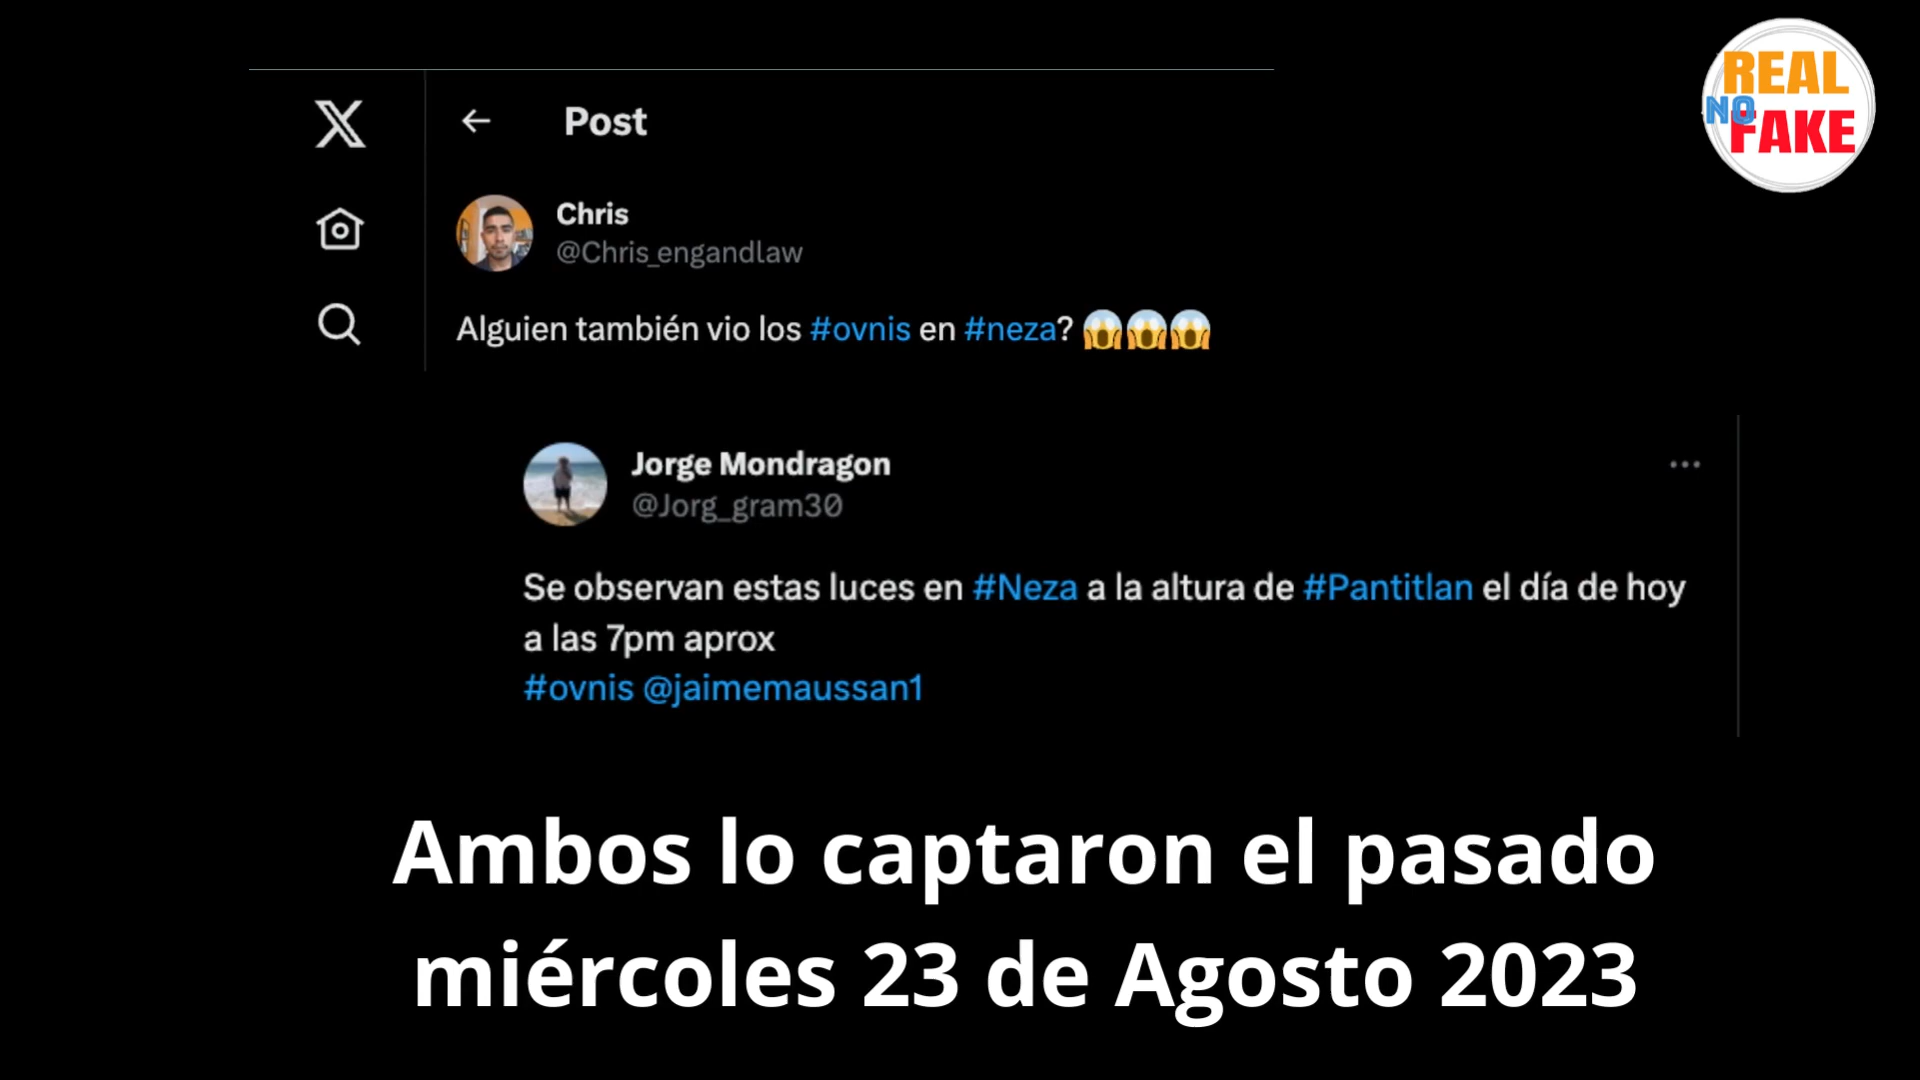 REAL
NO
FAKE
X
Post
Chris
@Chris_engandlaw
Alguien también vio los #ovnis en #neza? 😱😱😱
Jorge Mondragon
@Jorg_gram30
Se observan estas luces en #Neza a la altura de #Pantitlan el día de hoy
a las 7pm aprox
#ovnis @jaimemaussan1
Ambos lo captaron el pasado
miércoles 23 de Agosto 2023